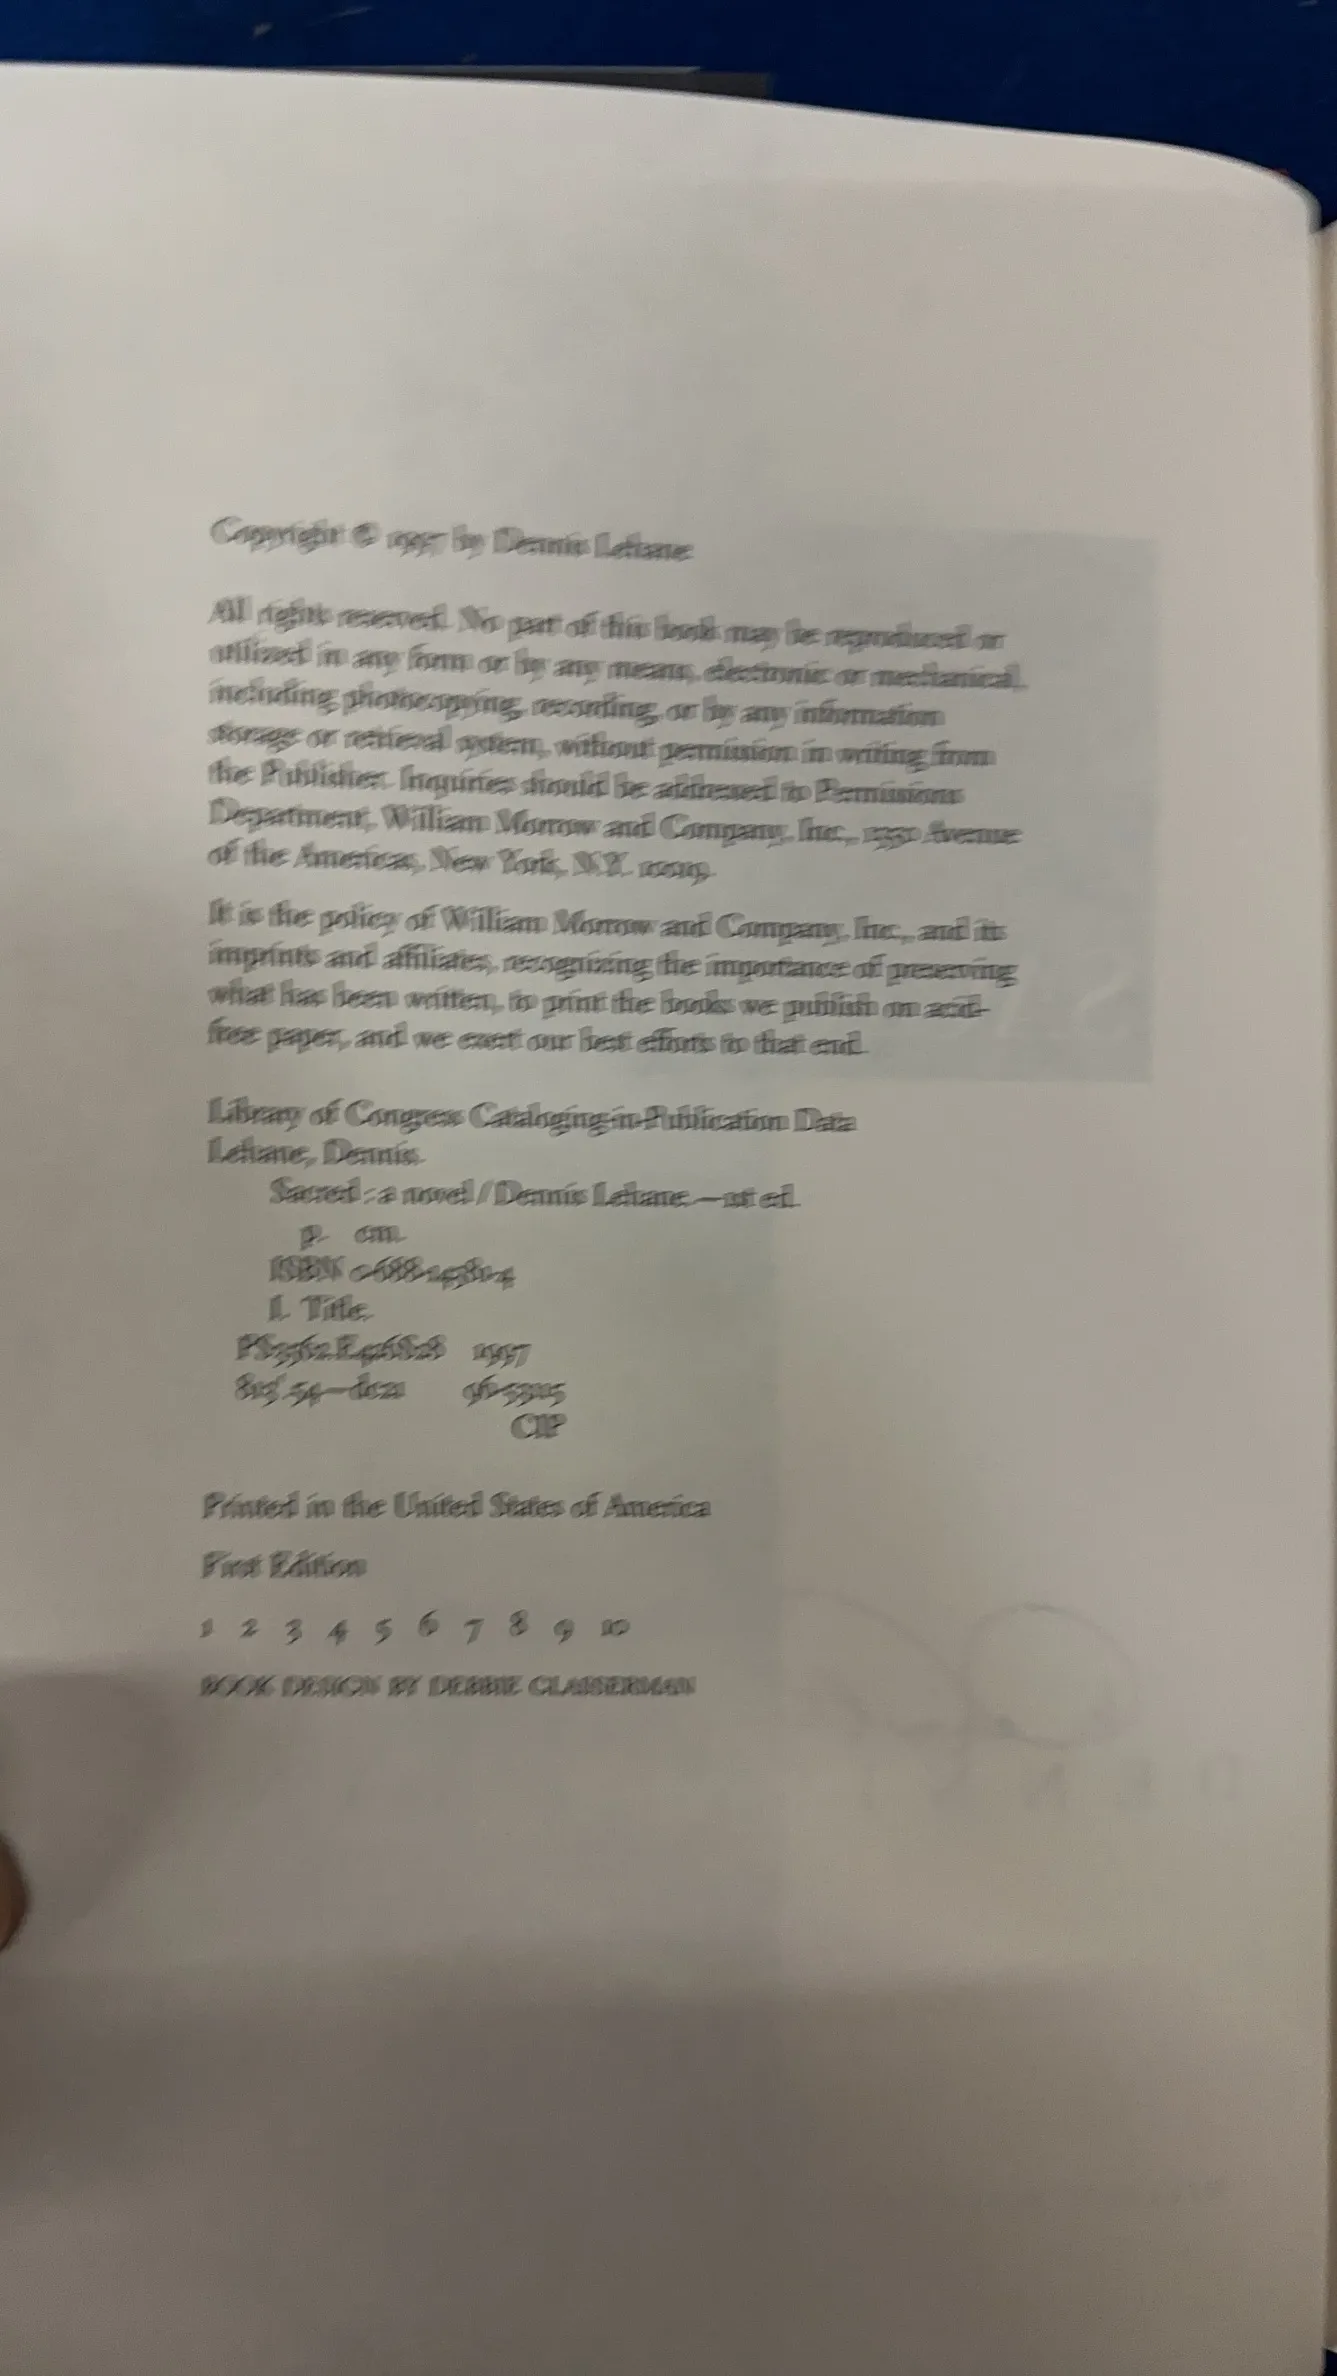 Copyright © 1997 by Dennis Lehane
All rights reserved. No part of this book may be reproduced or
utilized in any form or by any means, electronic or mechanical,
including photocopying, recording, or by any information
storage or retrieval system, without permission in writing from
the Publisher. Inquiries should be addressed to Permissions
Department, William Morrow and Company, Inc., 1350 Avenue
of the Americas, New York, N.Y. 10019.
It is the policy of William Morrow and Company, Inc., and its
imprints and affiliates, recognizing the importance of preserving
what has been written, to print the books we publish on acid-
free paper, and we exert our best efforts to that end.
Library of Congress Cataloging-in-Publication Data
Lehane, Dennis.
Sacred : a novel / Dennis Lehane.—1st ed.
p. cm.
ISBN
I. Title.
1997
813'.54—dc21
CIP
Printed in the United States of America
First Edition
1 2 3 4 5 6 7 8 9 10
BOOK DESIGN BY DEBBIE GLASSERMAN